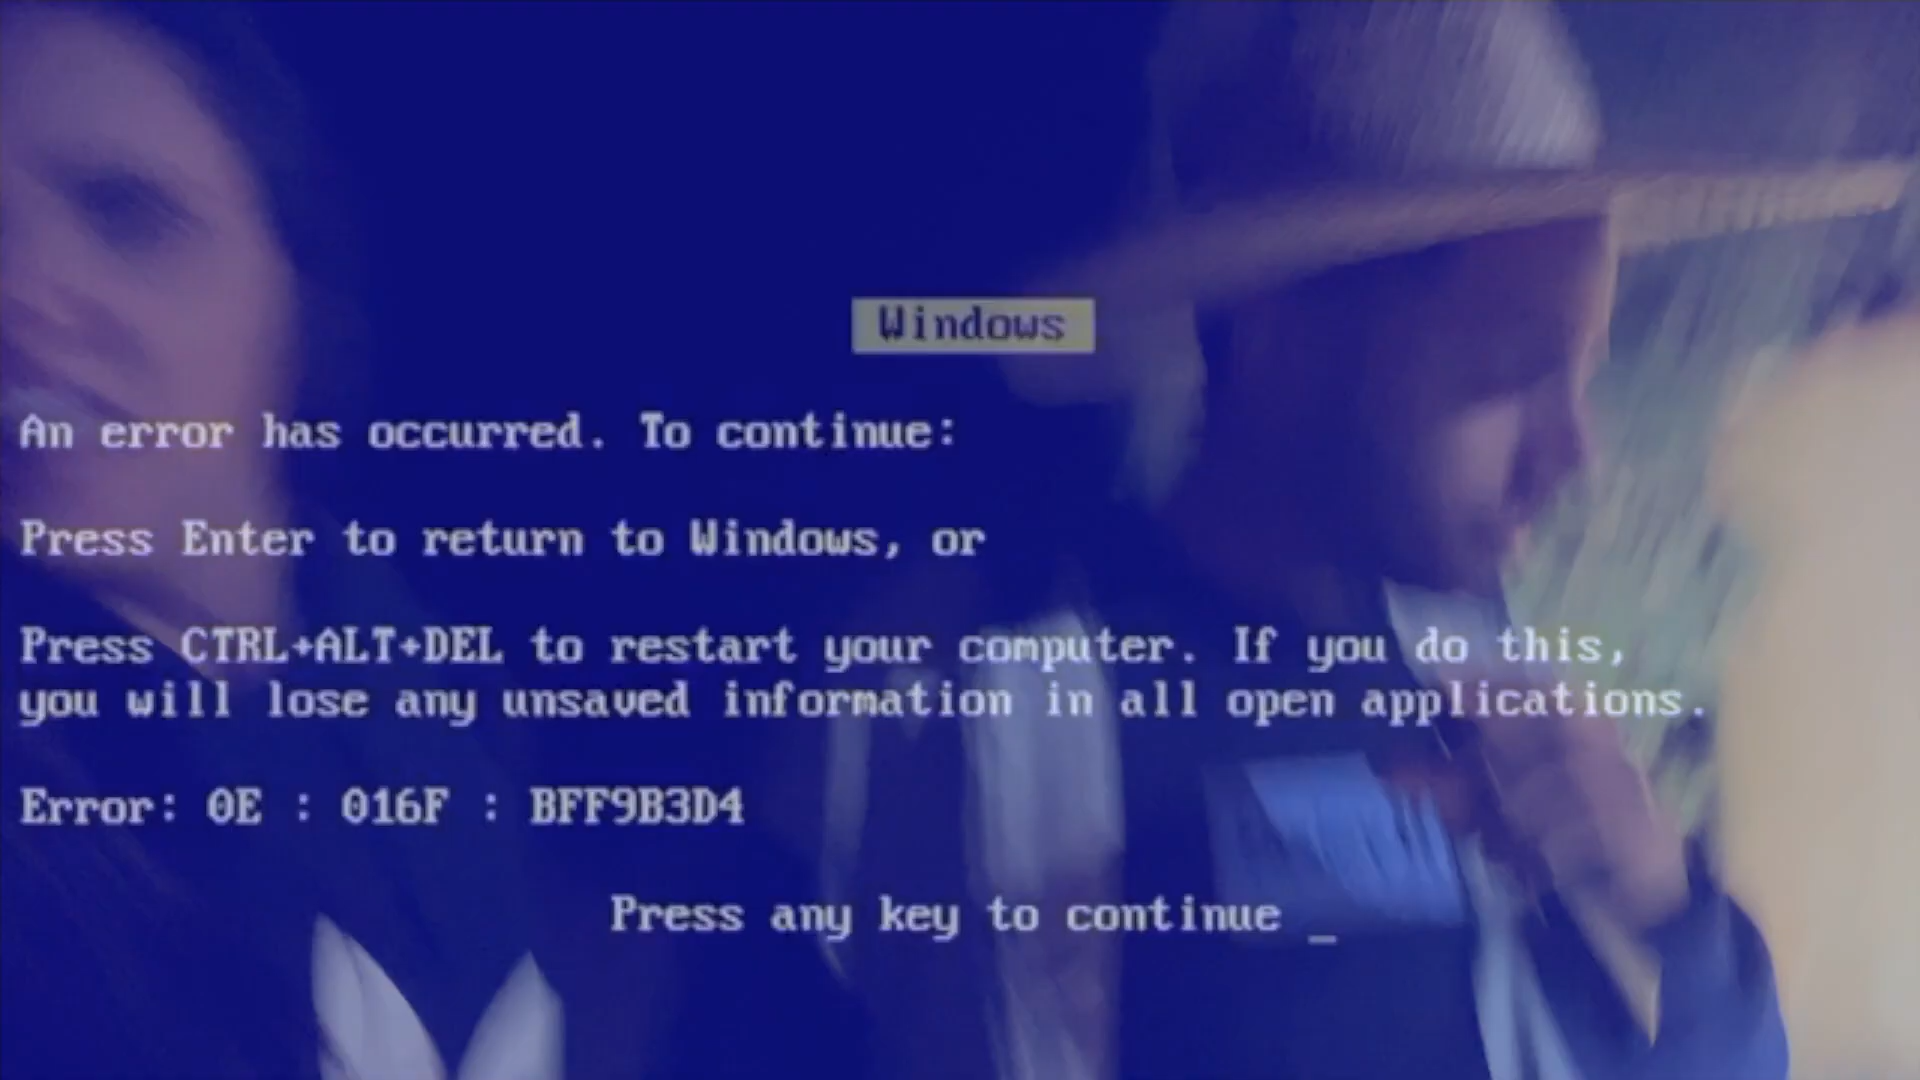 Windows
An error has occurred. To continue:
Press Enter to return to Windows, or
Press CTRL+ALT+DEL to restart your computer. If you do this,
you will lose any unsaved information in all open applications.
Error: 0E : 016F : BFF9B3D4
Press any key to continue _